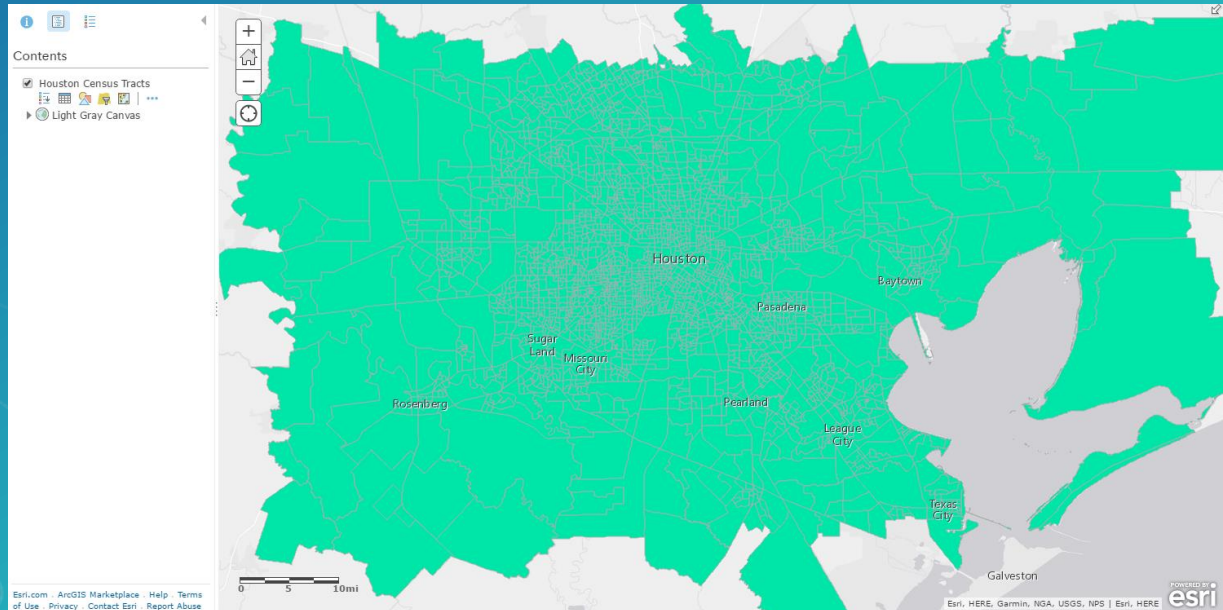 Contents
Houston Census Tracts
Light Gray Canvas
Esri.com . ArcGIS Marketplace . Help . Terms
of Use . Privacy . Contact Esri . Report Abuse
+
−
Houston
Baytown
Pasadena
Sugar
Land
Missouri
City
Rosenberg
Pearland
League
City
Texas
City
Galveston
0 5 10mi
Esri, HERE, Garmin, NGA, USGS, NPS | Esri, HERE
POWERED BY
esri